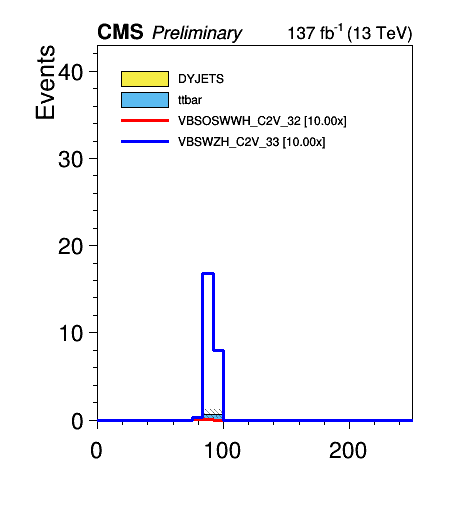 CMS Preliminary 137 fb-1 (13 TeV)
Events
40
DYJETS
ttbar
VBSOSWWH_C2V_32 [10.00x]
VBSWZH_C2V_33 [10.00x]
30
20
10
0
0 100 200